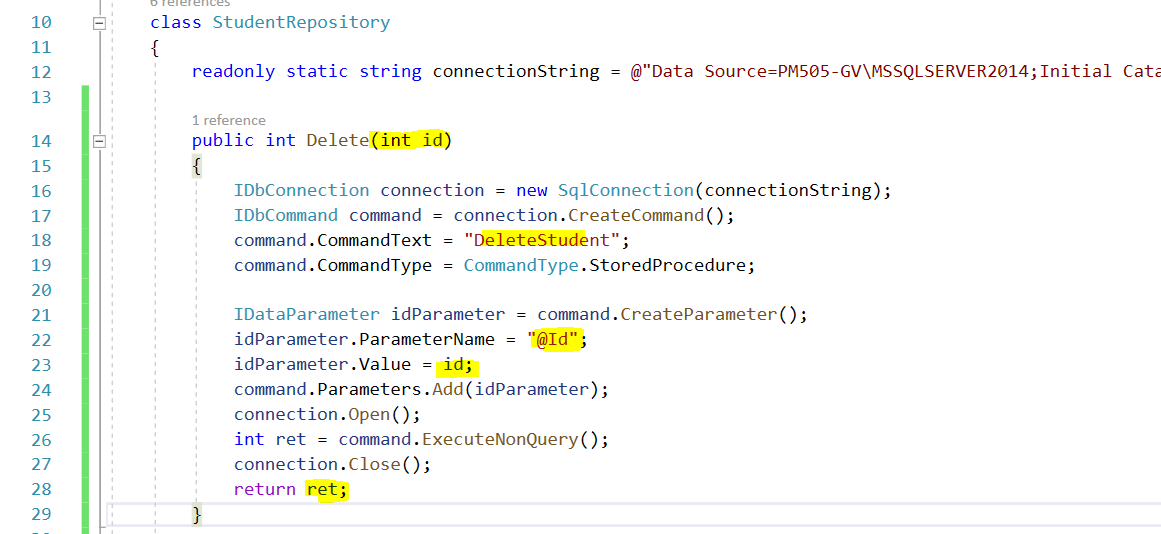 6 references
10 class StudentRepository
11 {
12 readonly static string connectionString = @"Data Source=PM505-GV\MSSQLSERVER2014;Initial Cata
13
1 reference
14 public int Delete(int id)
15 {
16 IDbConnection connection = new SqlConnection(connectionString);
17 IDbCommand command = connection.CreateCommand();
18 command.CommandText = "DeleteStudent";
19 command.CommandType = CommandType.StoredProcedure;
20
21 IDataParameter idParameter = command.CreateParameter();
22 idParameter.ParameterName = "@Id";
23 idParameter.Value = id;
24 command.Parameters.Add(idParameter);
25 connection.Open();
26 int ret = command.ExecuteNonQuery();
27 connection.Close();
28 return ret;
29 }